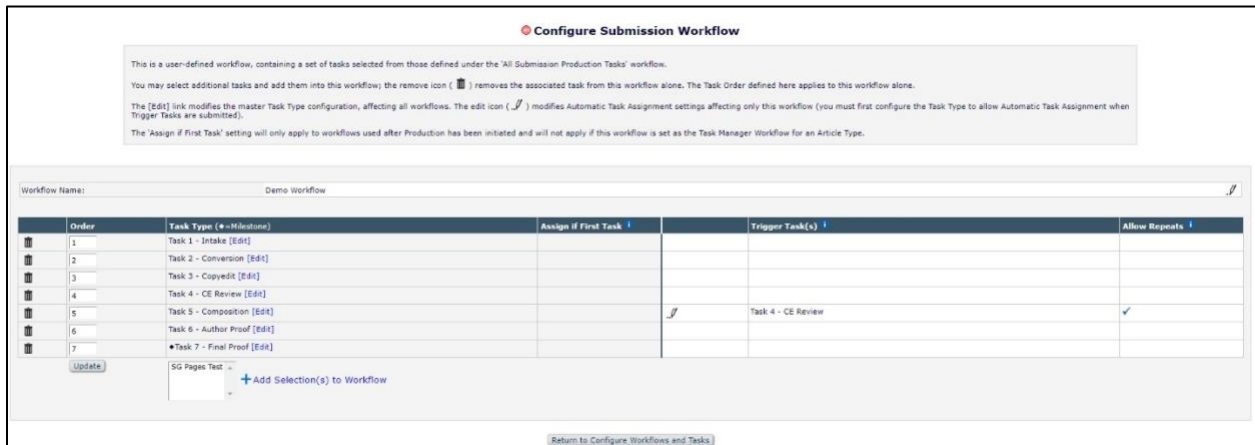 Configure Submission Workflow
This is a user-defined workflow, containing a set of tasks selected from those defined under the 'All Submission Production Tasks' workflow.
You may select additional tasks and add them into this workflow; the remove icon ( ) removes the associated task from this workflow alone. The Task Order defined here applies to this workflow alone.
The [Edit] link modifies the master Task Type configuration, affecting all workflows. The edit icon ( ) modifies Automatic Task Assignment settings affecting only this workflow (you must first configure the Task Type to allow Automatic Task Assignment when
Trigger Tasks are submitted).
The 'Assign if First Task' setting will only apply to workflows used after Production has been initiated and will not apply if this workflow is set as the Task Manager Workflow for an Article Type.
Workflow Name: Demo Workflow
Order Task Type (♦=Milestone) Assign if First Task i Trigger Task(s) i Allow Repeats i
1 Task 1 - Intake [Edit]
2 Task 2 - Conversion [Edit]
3 Task 3 - Copyedit [Edit]
4 Task 4 - CE Review [Edit]
5 Task 5 - Composition [Edit] Task 4 - CE Review ✓
6 Task 6 - Author Proof [Edit]
7 ♦Task 7 - Final Proof [Edit]
Update SG Pages Test
+Add Selection(s) to Workflow
Return to Configure Workflows and Tasks